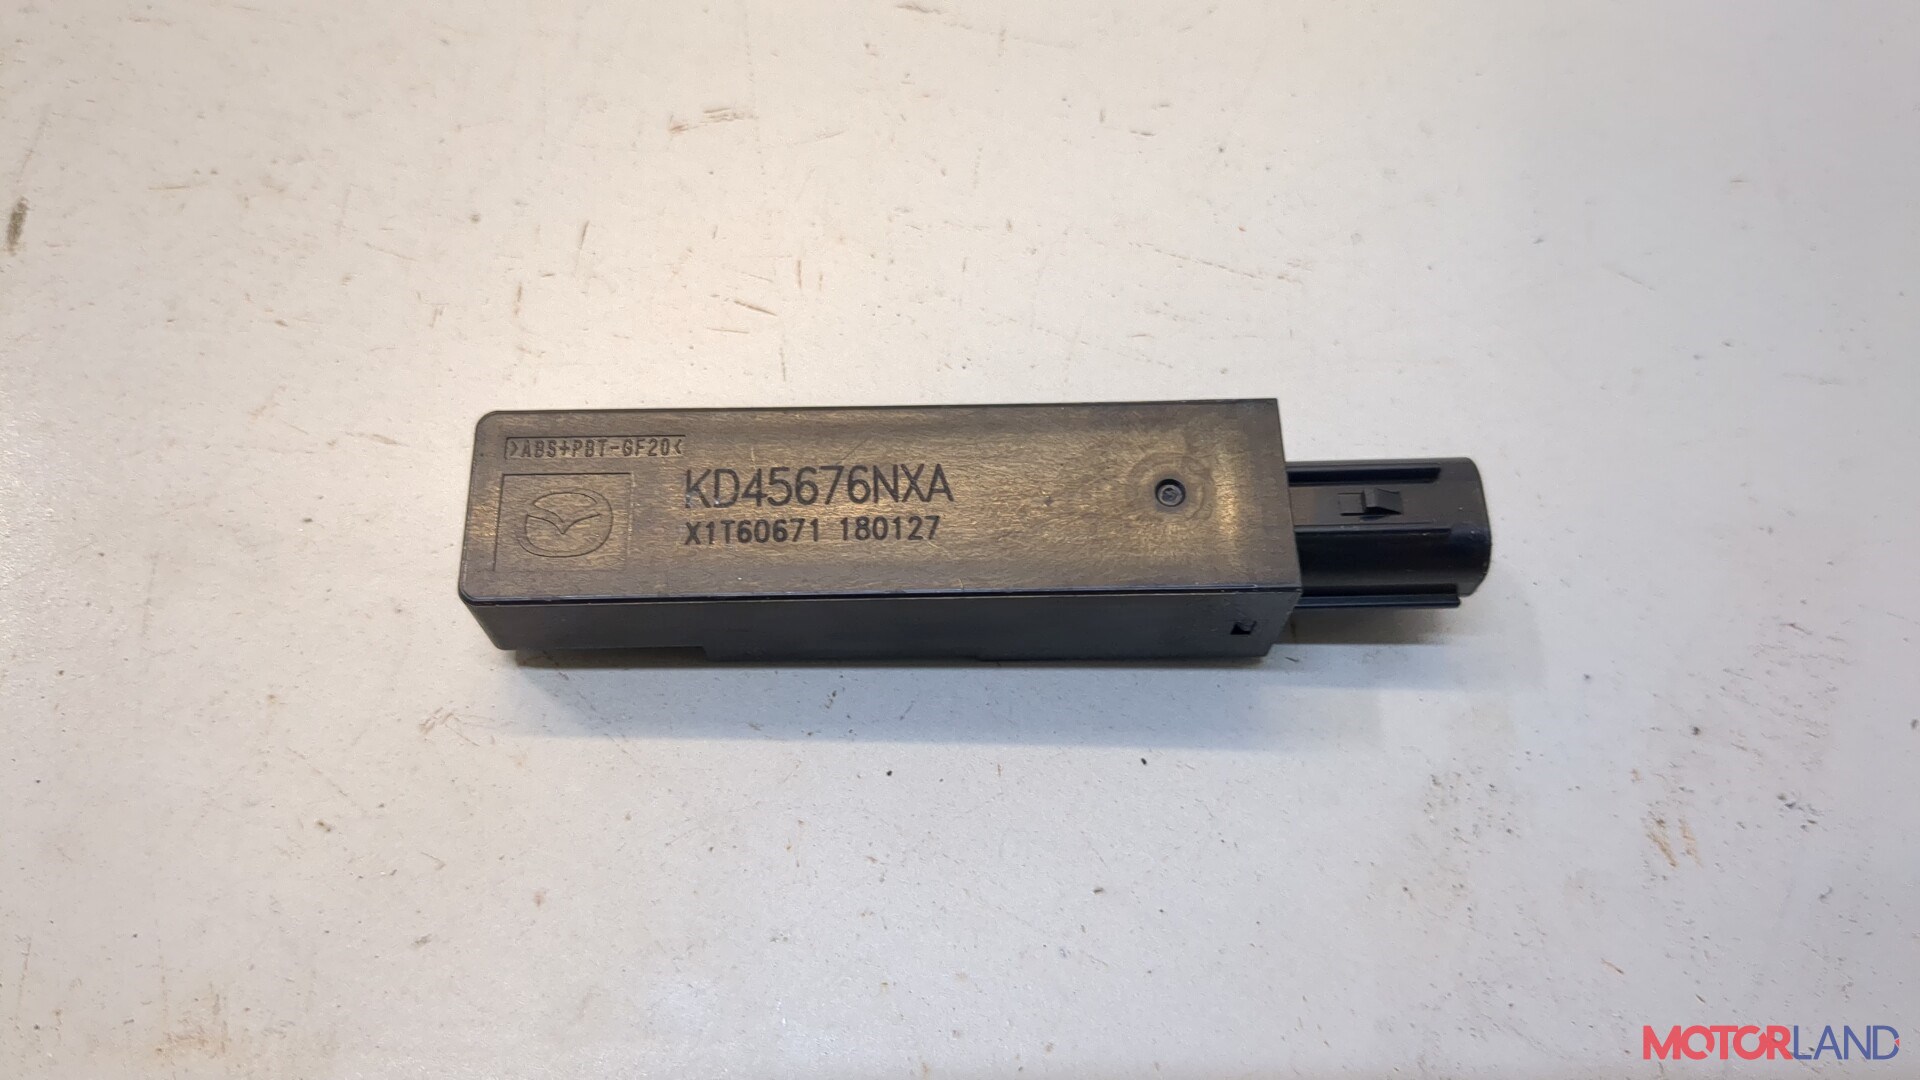 >ABS+PBT-GF20<
KD45676NXA
X1T60671 180127
MOTORLAND